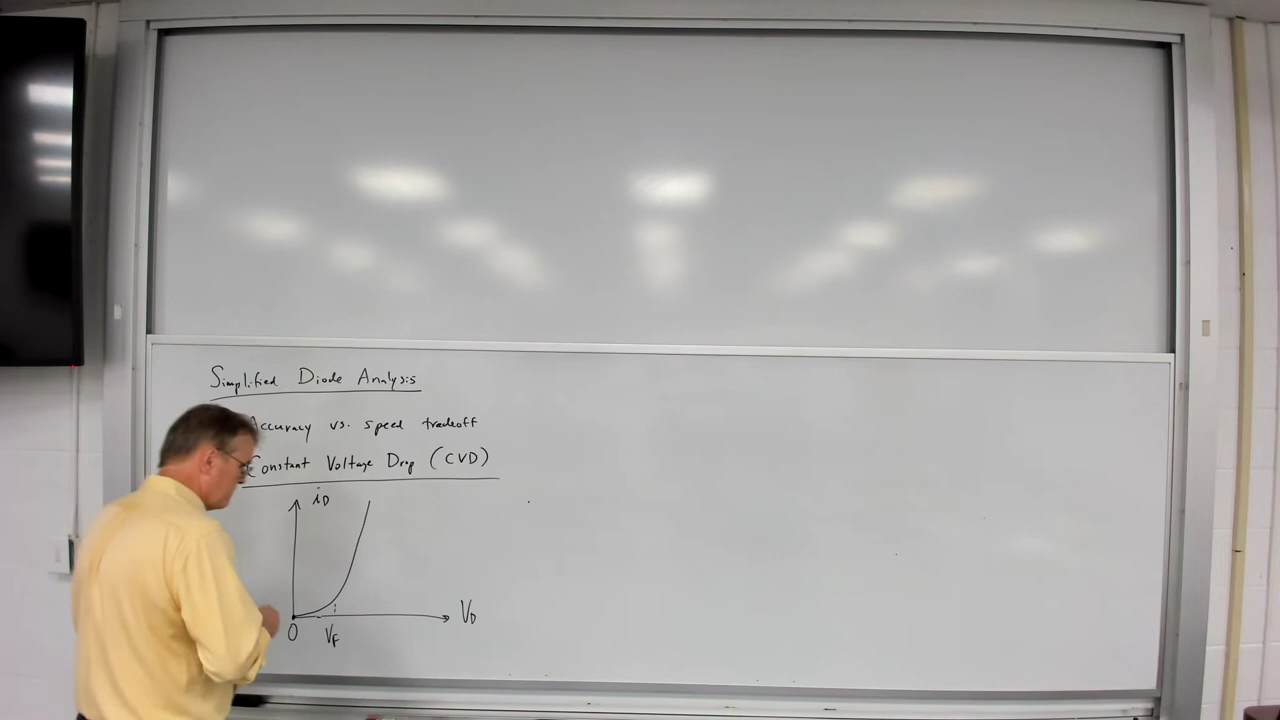 Simplified Diode Analysis
Accuracy vs. speed tradeoff
Constant Voltage Drop (CVD)
iD
VD
0
VF